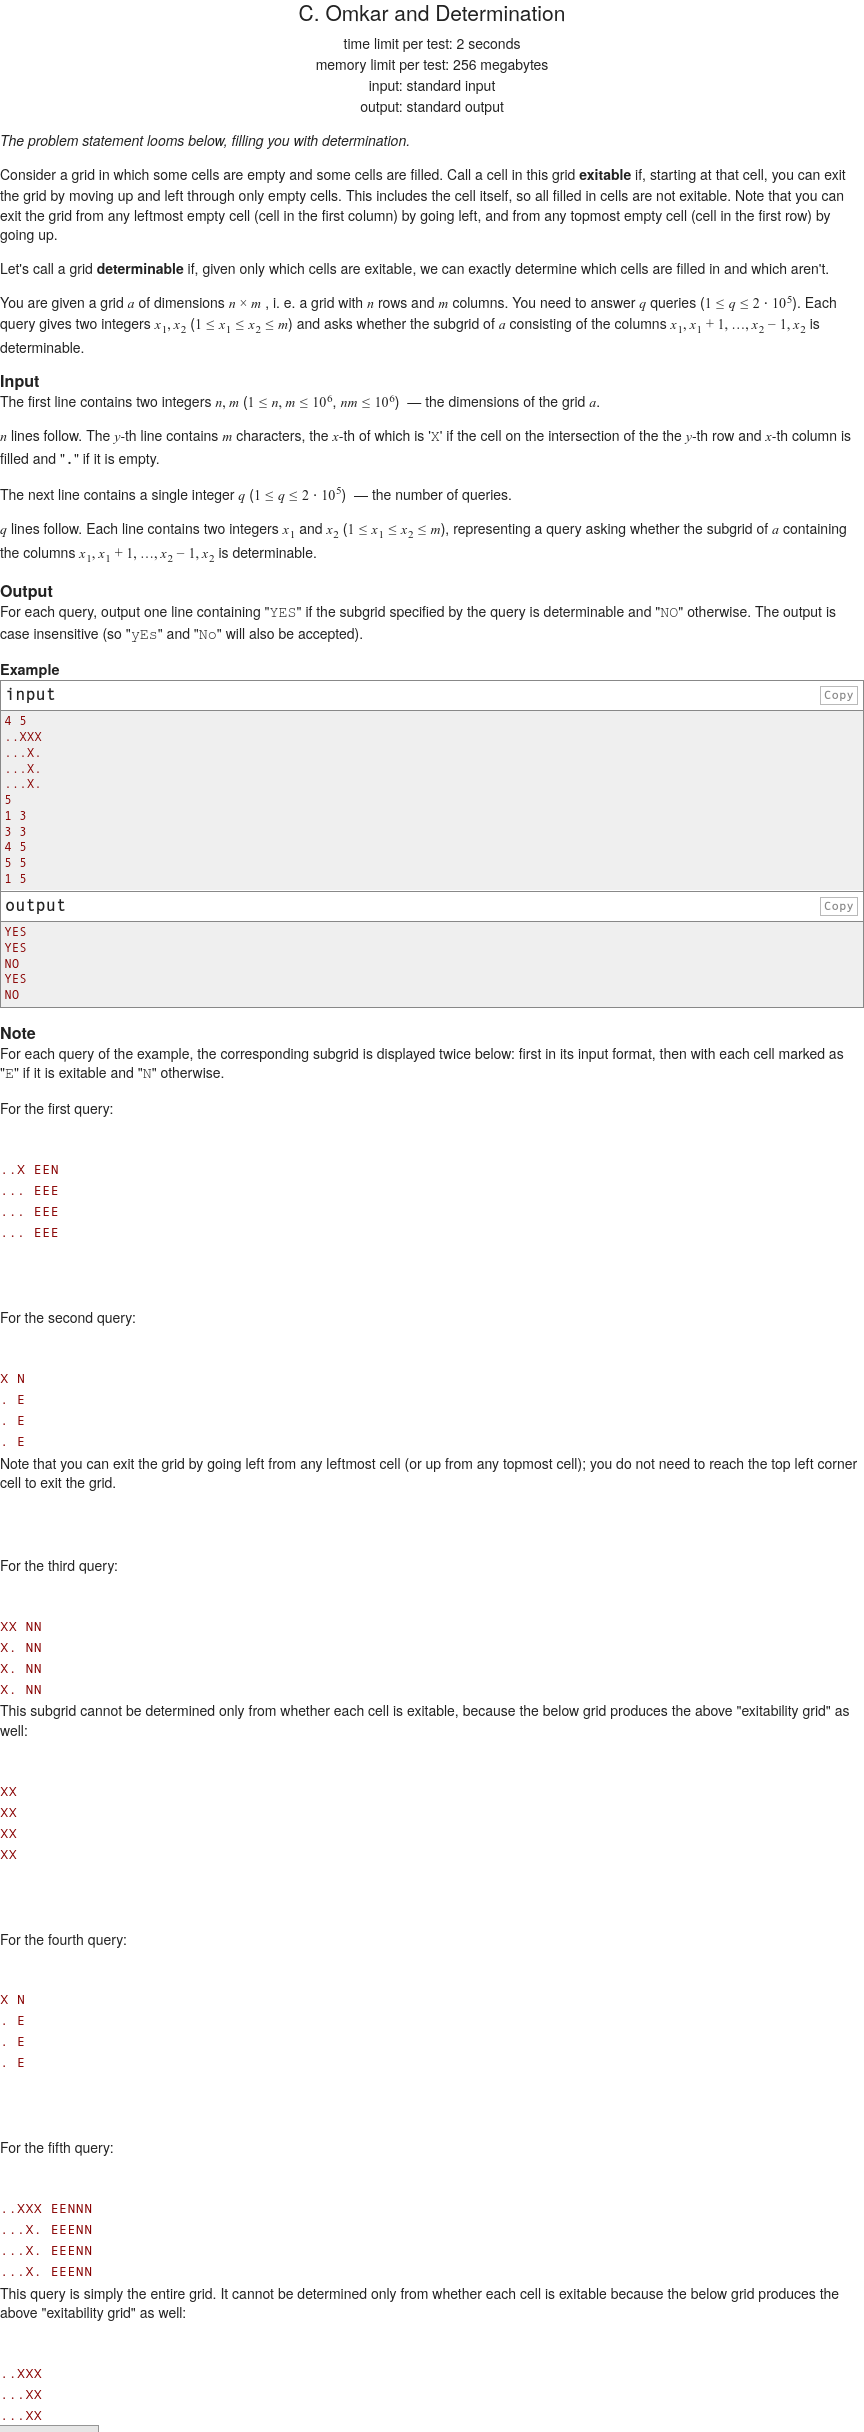 C. Omkar and Determination
time limit per test: 2 seconds
memory limit per test: 256 megabytes
input: standard input
output: standard output
The problem statement looms below, filling you with determination.
Consider a grid in which some cells are empty and some cells are filled. Call a cell in this grid exitable if, starting at that cell, you can exit
the grid by moving up and left through only empty cells. This includes the cell itself, so all filled in cells are not exitable. Note that you can
exit the grid from any leftmost empty cell (cell in the first column) by going left, and from any topmost empty cell (cell in the first row) by
going up.
Let's call a grid determinable if, given only which cells are exitable, we can exactly determine which cells are filled in and which aren't.
You are given a grid a of dimensions n × m , i. e. a grid with n rows and m columns. You need to answer q queries (1 ≤ q ≤ 2 · 10^5). Each
query gives two integers x_1, x_2 (1 ≤ x_1 ≤ x_2 ≤ m) and asks whether the subgrid of a consisting of the columns x_1, x_1 + 1, …, x_2 − 1, x_2 is
determinable.
Input
The first line contains two integers n, m (1 ≤ n, m ≤ 10^6, nm ≤ 10^6) — the dimensions of the grid a.
n lines follow. The y-th line contains m characters, the x-th of which is 'X' if the cell on the intersection of the the y-th row and x-th column is
filled and "." if it is empty.
The next line contains a single integer q (1 ≤ q ≤ 2 · 10^5) — the number of queries.
q lines follow. Each line contains two integers x_1 and x_2 (1 ≤ x_1 ≤ x_2 ≤ m), representing a query asking whether the subgrid of a containing
the columns x_1, x_1 + 1, …, x_2 − 1, x_2 is determinable.
Output
For each query, output one line containing "YES" if the subgrid specified by the query is determinable and "NO" otherwise. The output is
case insensitive (so "yEs" and "No" will also be accepted).
Example
input Copy
4 5
..XXX
...X.
...X.
...X.
5
1 3
3 3
4 5
5 5
1 5
output Copy
YES
YES
NO
YES
NO
Note
For each query of the example, the corresponding subgrid is displayed twice below: first in its input format, then with each cell marked as
"E" if it is exitable and "N" otherwise.
For the first query:
..X EEN
... EEE
... EEE
... EEE
For the second query:
X N
. E
. E
. E
Note that you can exit the grid by going left from any leftmost cell (or up from any topmost cell); you do not need to reach the top left corner
cell to exit the grid.
For the third query:
XX NN
X. NN
X. NN
X. NN
This subgrid cannot be determined only from whether each cell is exitable, because the below grid produces the above "exitability grid" as
well:
XX
XX
XX
XX
For the fourth query:
X N
. E
. E
. E
For the fifth query:
..XXX EENNN
...X. EEENN
...X. EEENN
...X. EEENN
This query is simply the entire grid. It cannot be determined only from whether each cell is exitable because the below grid produces the
above "exitability grid" as well:
..XXX
...XX
...XX